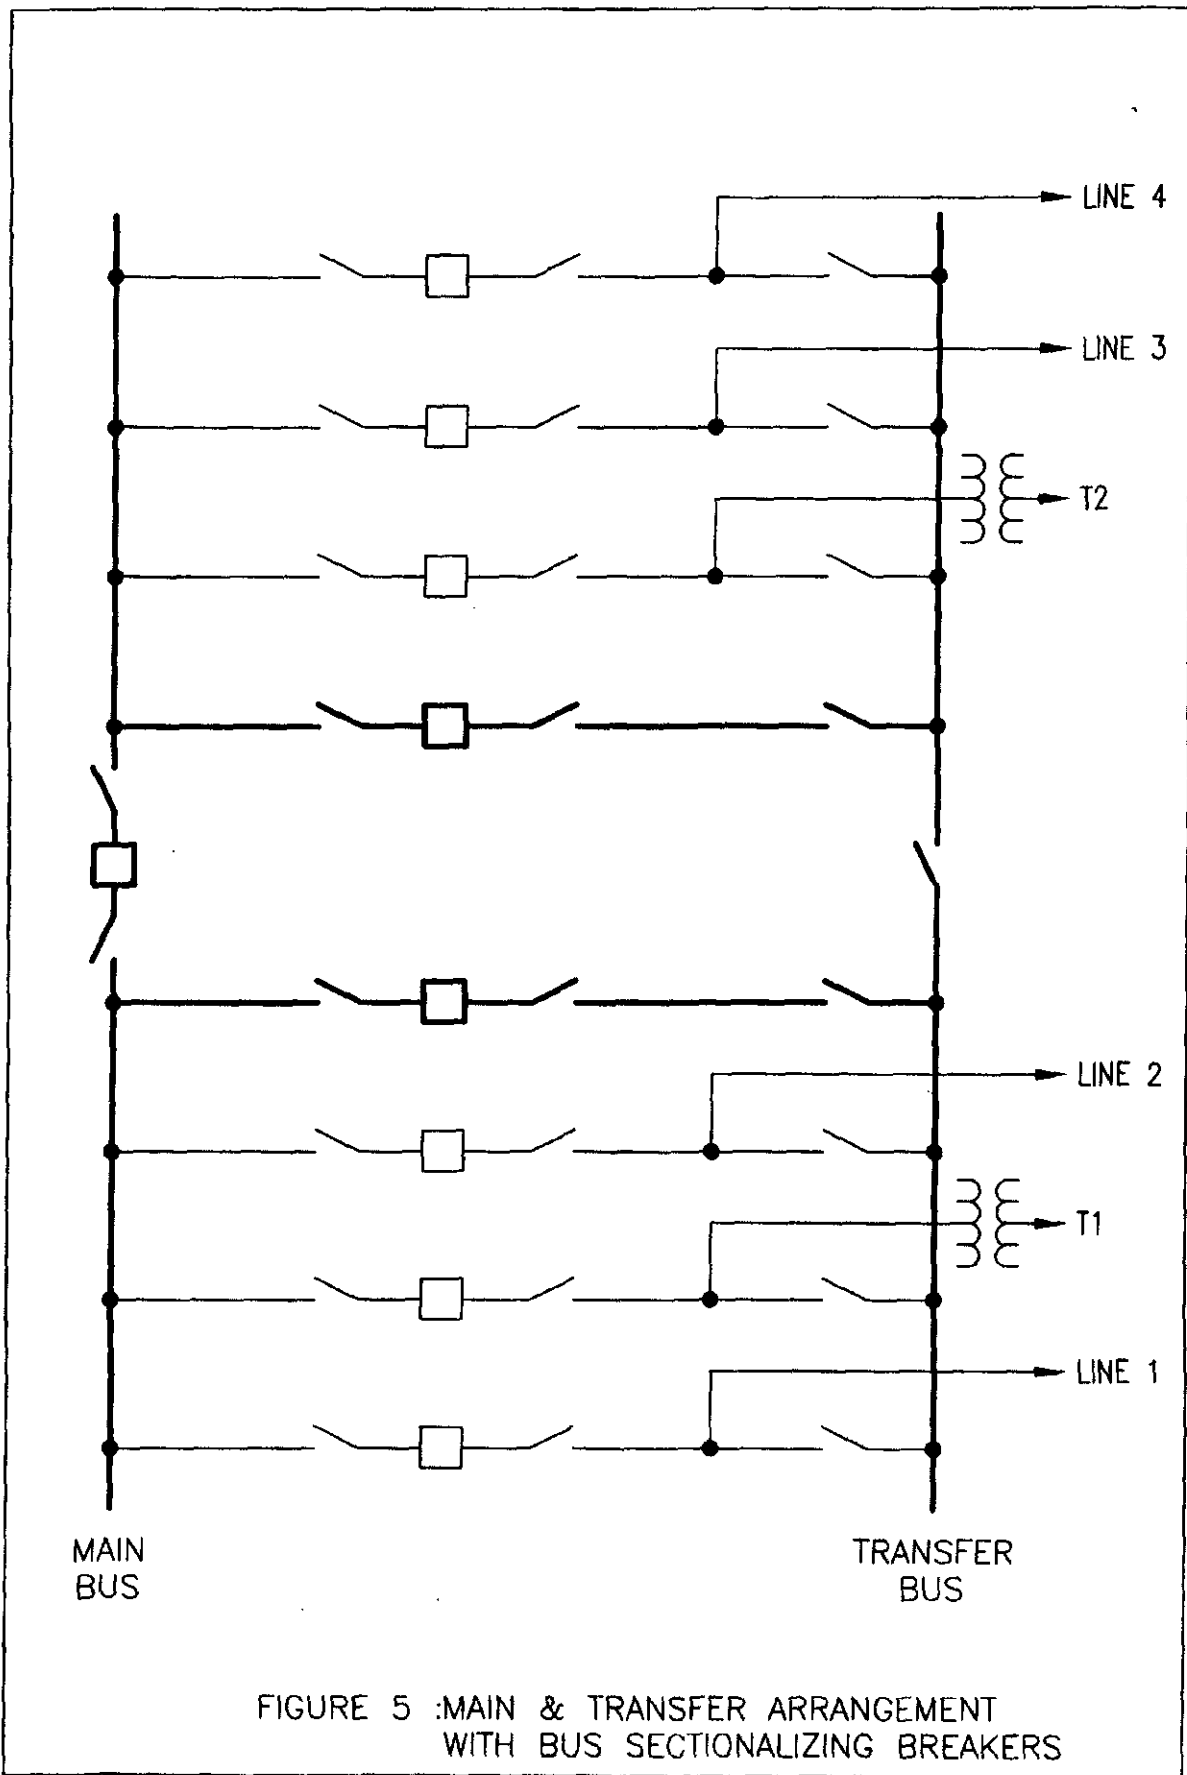 LINE 4
LINE 3
T2
LINE 2
T1
LINE 1
MAIN
BUS
TRANSFER
BUS
FIGURE 5 :MAIN & TRANSFER ARRANGEMENT
WITH BUS SECTIONALIZING BREAKERS